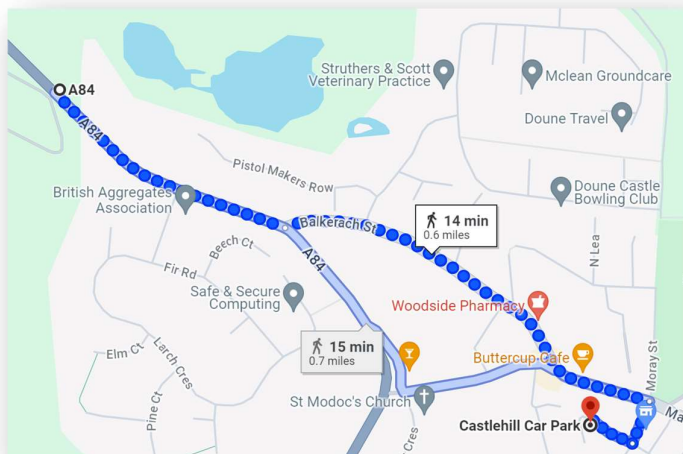 Struthers & Scott
Veterinary Practice
Mclean Groundcare
A84
Doune Travel
A84
Pistol Makers Row
British Aggregates
Association
Doune Castle
Bowling Club
14 min
0.6 miles
Balkerach St
Beech Ct
A84
N Lea
Fir Rd
Safe & Secure
Computing
Woodside Pharmacy
15 min
0.7 miles
Elm Ct
Larch Cres
Buttercup Cafe
Moray St
Pine Ct
St Modoc's Church
Castlehill Car Park
Ma
Cres